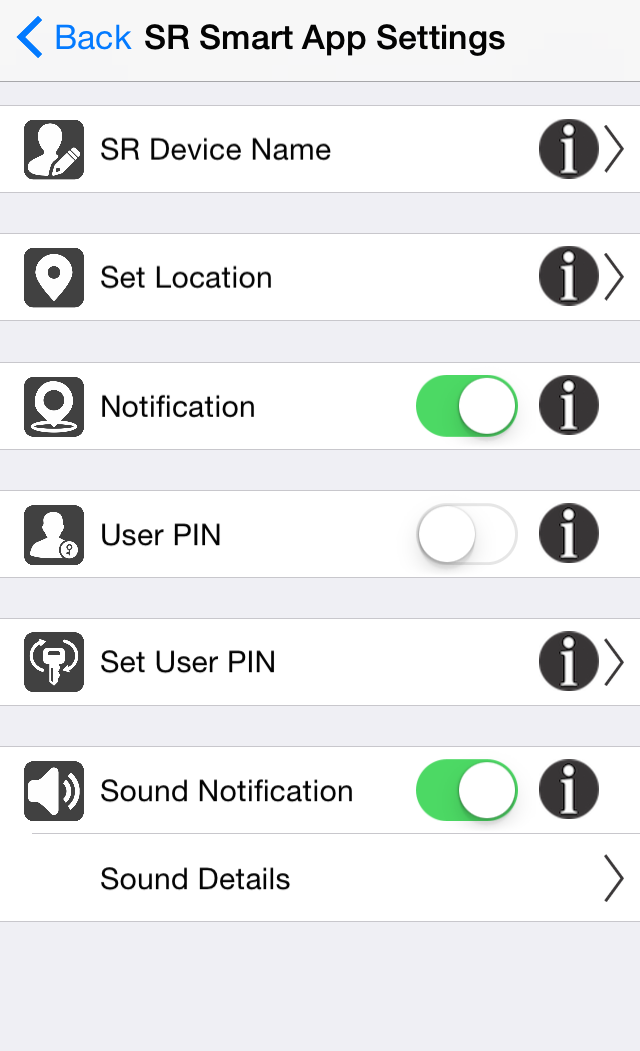 Back SR Smart App Settings
SR Device Name
Set Location
Notification
User PIN
Set User PIN
Sound Notification
Sound Details